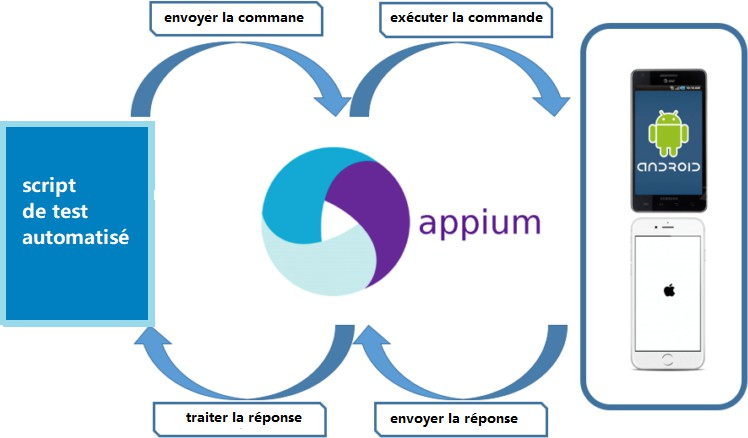 envoyer la commane
exécuter la commande
script
de test
automatisé
appium
ANDROID
traiter la réponse
envoyer la réponse